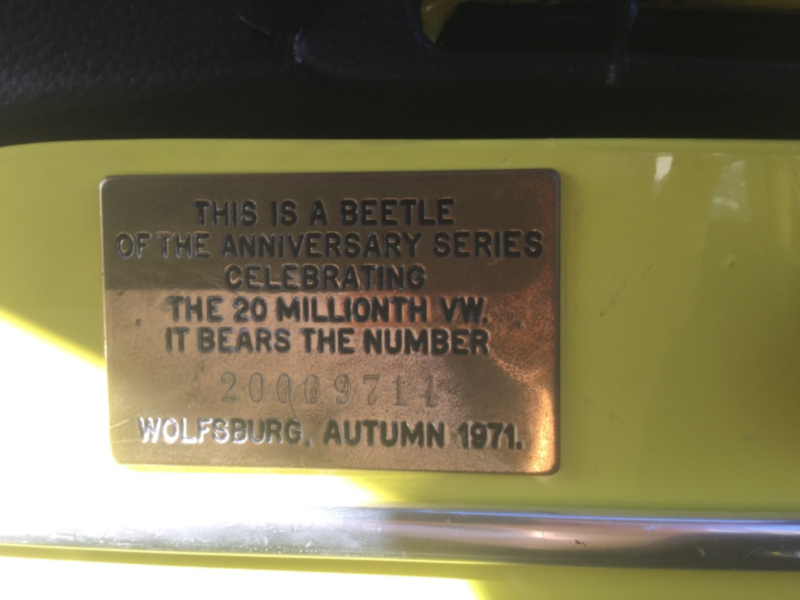 THIS IS A BEETLE
OF THE ANNIVERSARY SERIES
CELEBRATING
THE 20 MILLIONTH VW.
IT BEARS THE NUMBER
20009711
WOLFSBURG, AUTUMN 1971.